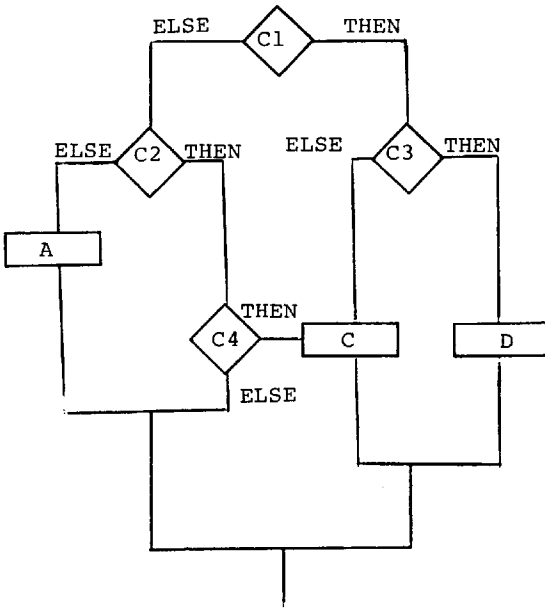 ELSE C1 THEN
ELSE C2 THEN
ELSE C3 THEN
A
THEN
C4 C D
ELSE